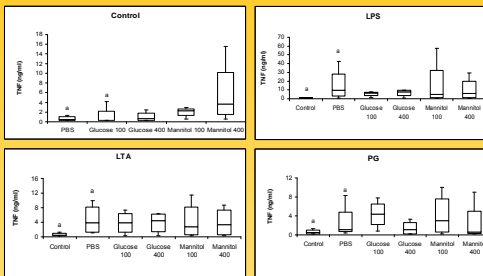 Control
TNF (ng/ml)
18
16
14
12
10
8
6
4
2
0
a
a
PBS Glucose 100 Glucose 400 Mannitol 100 Mannitol 400
LPS
TNF (ng/ml)
70
60
50
40
30
20
10
0
a
a
Control PBS Glucose 100 Glucose 400 Mannitol 100 Mannitol 400
LTA
TNF (ng/ml)
16
12
8
4
0
a
a
Control PBS Glucose 100 Glucose 400 Mannitol 100 Mannitol 400
PG
TNF (ng/ml)
12
8
4
0
a
a
Control PBS Glucose 100 Glucose 400 Mannitol 100 Mannitol 400